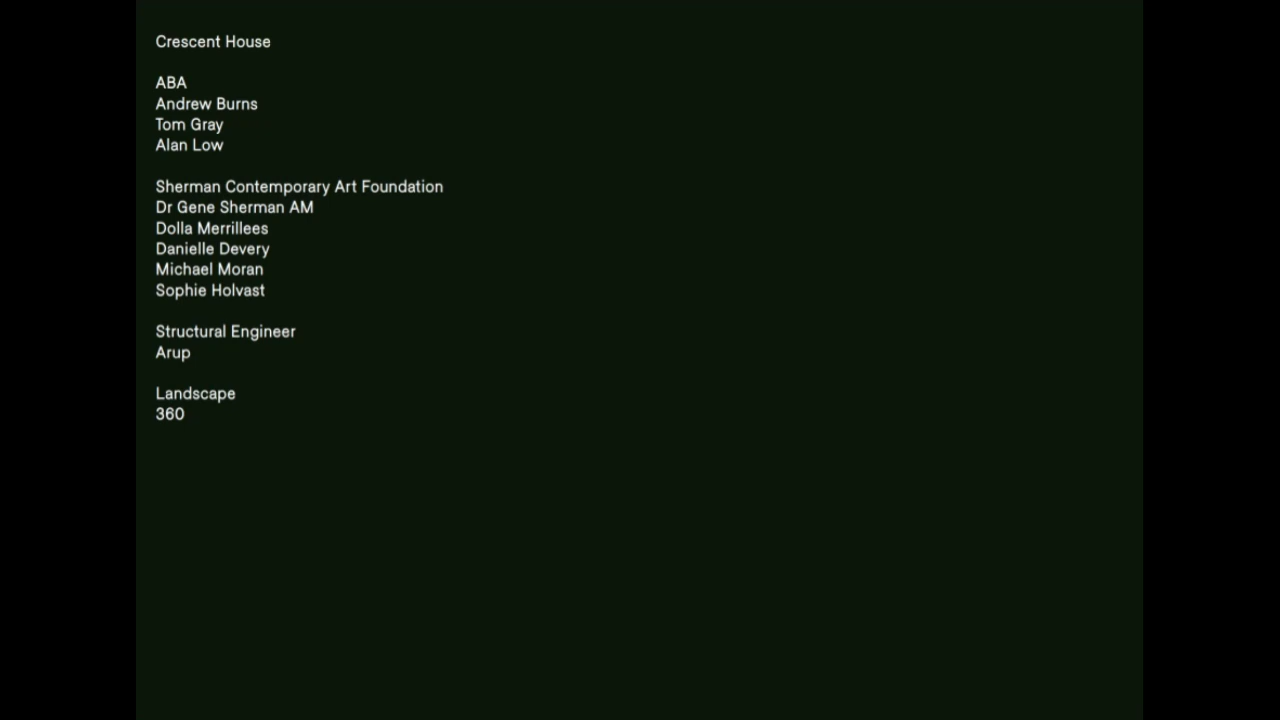 Crescent House
ABA
Andrew Burns
Tom Gray
Alan Low
Sherman Contemporary Art Foundation
Dr Gene Sherman AM
Dolla Merrillees
Danielle Devery
Michael Moran
Sophie Holvast
Structural Engineer
Arup
Landscape
360